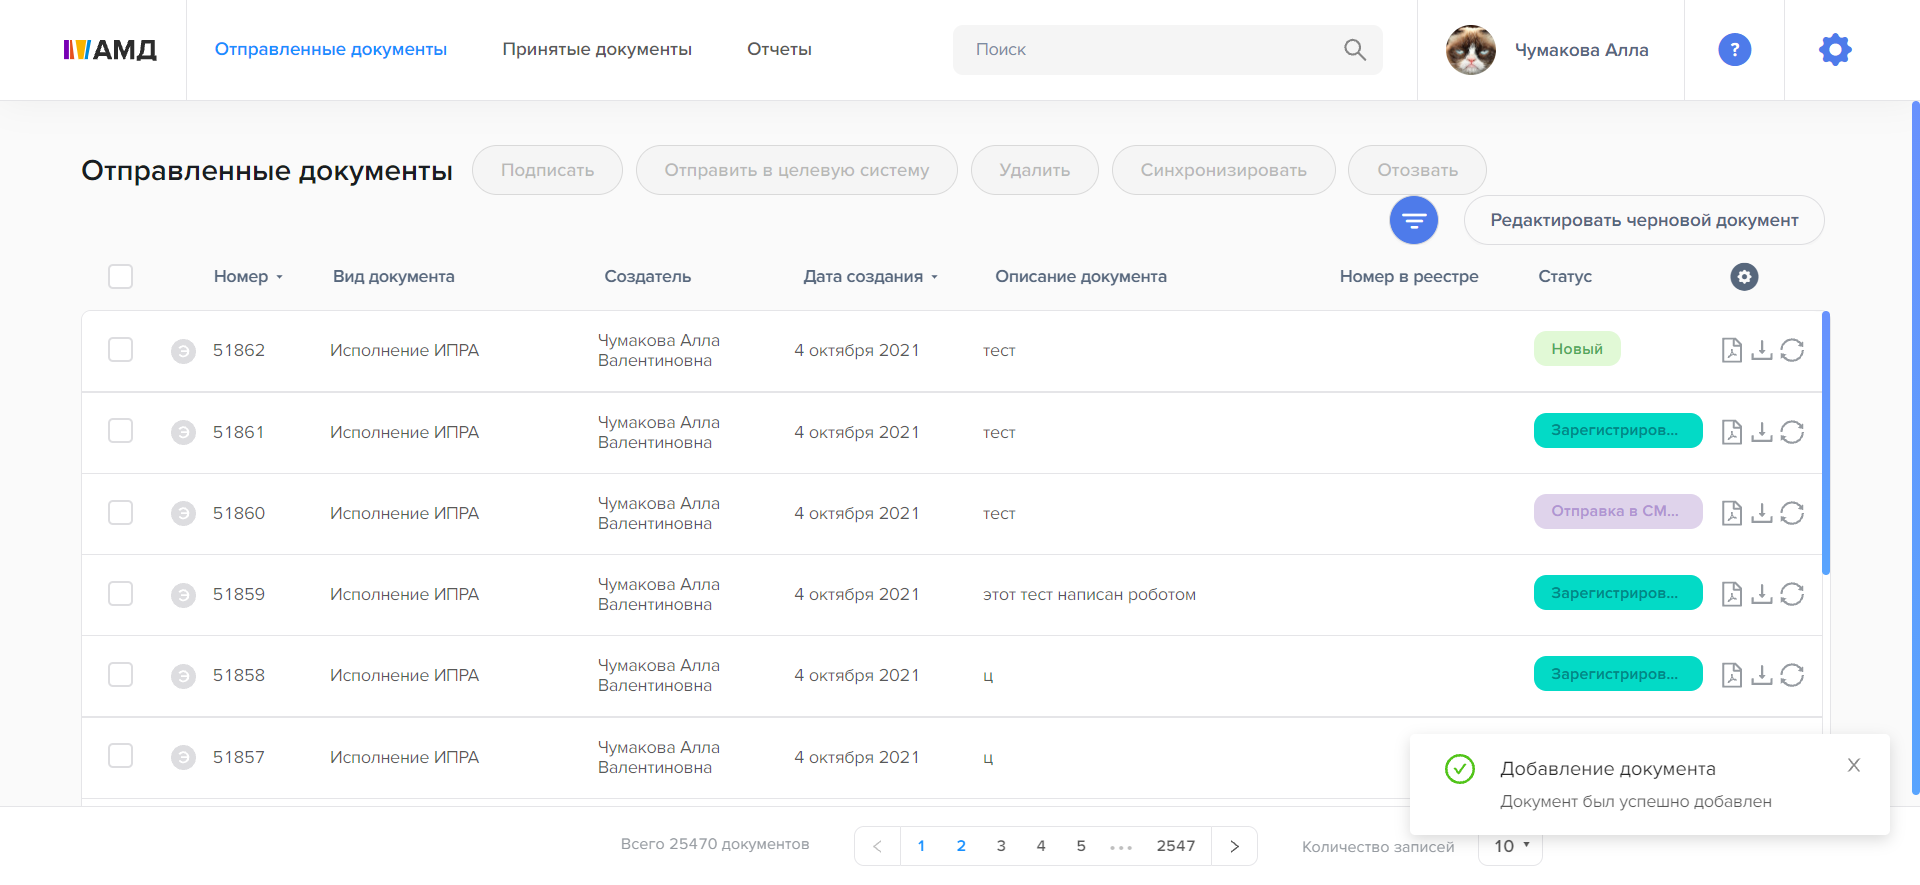 АМД
Отправленные документы
Принятые документы
Отчеты
Поиск
Чумакова Алла
?
Отправленные документы
Подписать
Отправить в целевую систему
Удалить
Синхронизировать
Отозвать
Редактировать черновой документ
Номер
Вид документа
Создатель
Дата создания
Описание документа
Номер в реестре
Статус
Э
51862
Исполнение ИПРА
Чумакова Алла
Валентиновна
4 октября 2021
тест
Новый
Э
51861
Исполнение ИПРА
Чумакова Алла
Валентиновна
4 октября 2021
тест
Зарегистриров...
Э
51860
Исполнение ИПРА
Чумакова Алла
Валентиновна
4 октября 2021
тест
Отправка в СМ...
Э
51859
Исполнение ИПРА
Чумакова Алла
Валентиновна
4 октября 2021
этот тест написан роботом
Зарегистриров...
Э
51858
Исполнение ИПРА
Чумакова Алла
Валентиновна
4 октября 2021
ц
Зарегистриров...
Э
51857
Исполнение ИПРА
Чумакова Алла
Валентиновна
4 октября 2021
ц
Добавление документа
X
Документ был успешно добавлен
Всего 25470 документов
< 1 2 3 4 5 ••• 2547 >
Количество записей
10